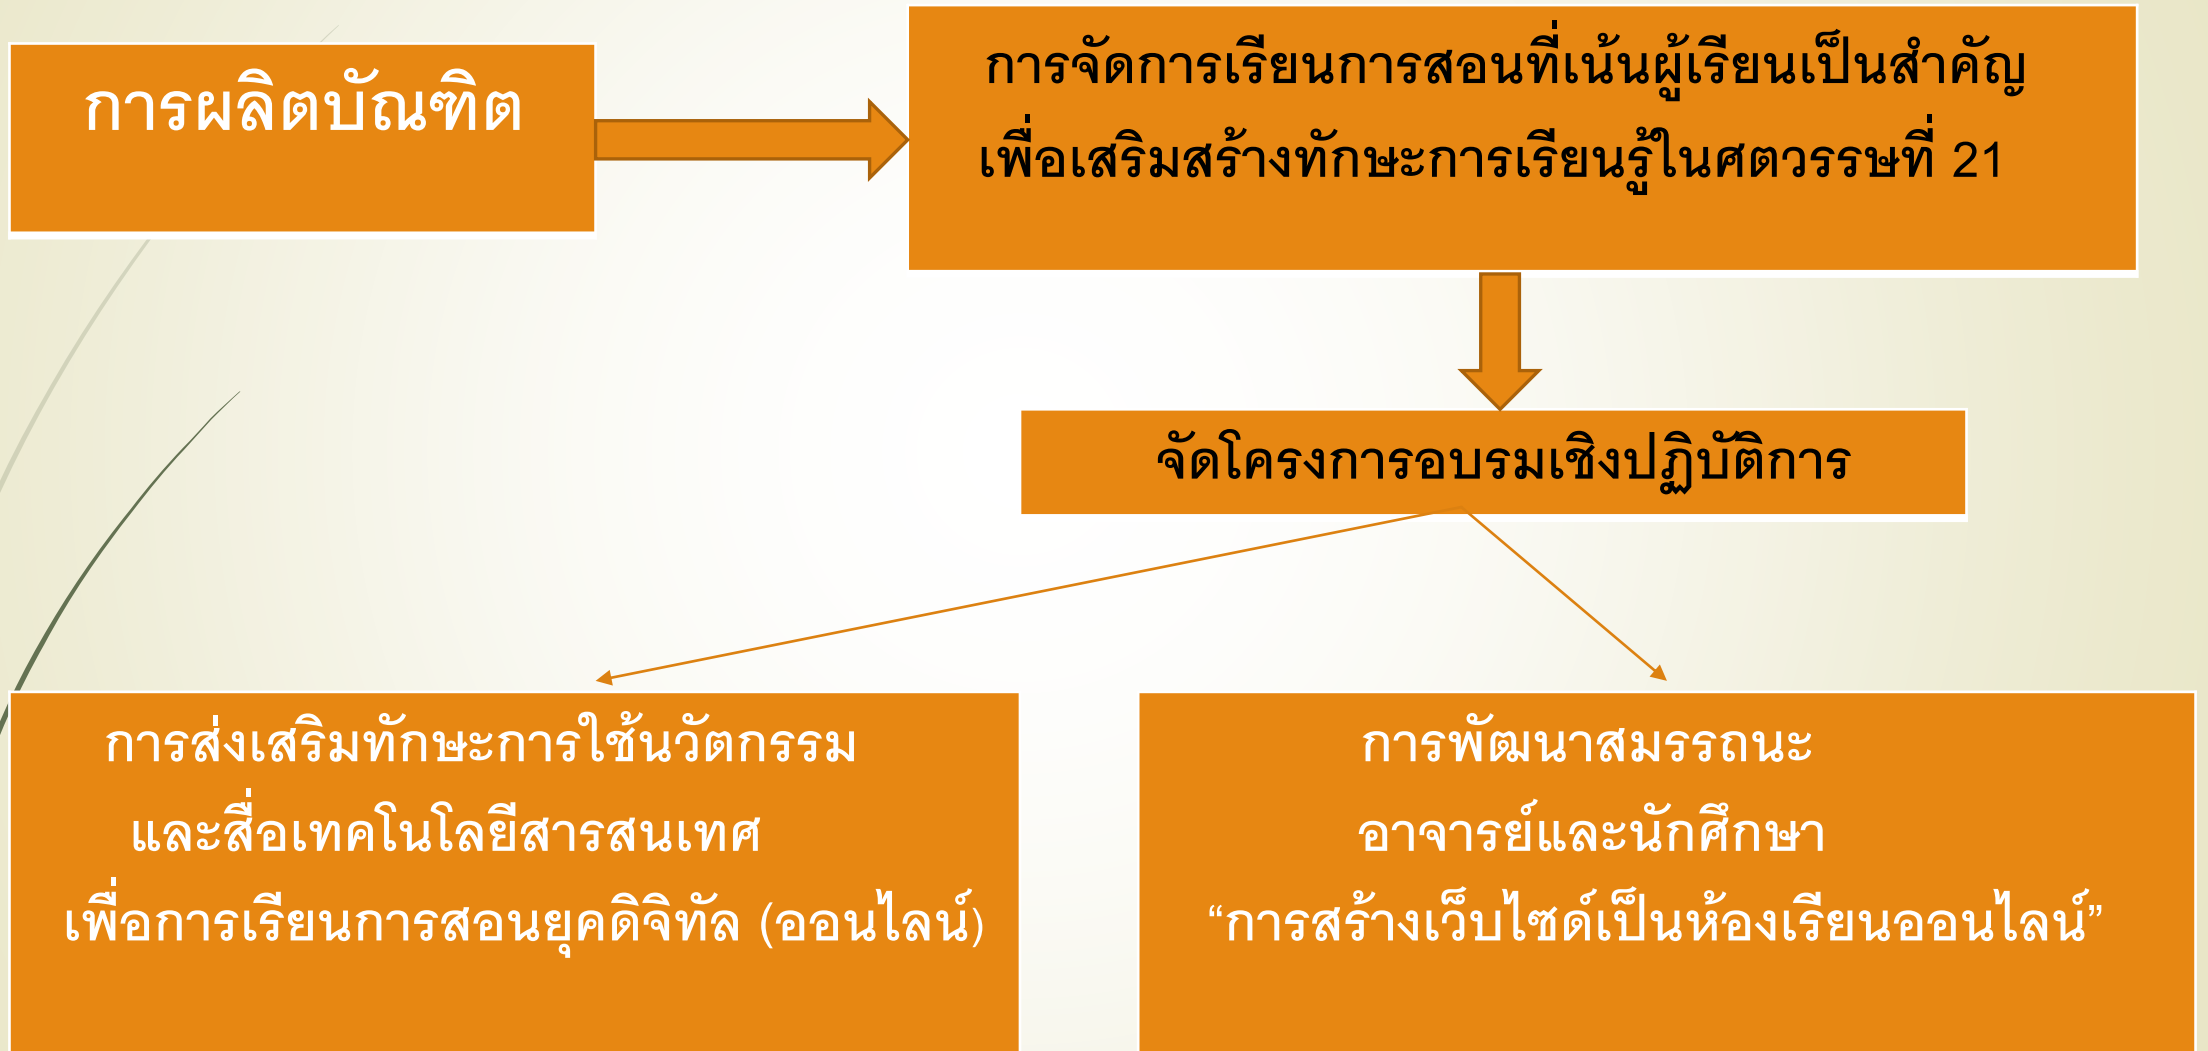 การผลิตบัณฑิต
การจัดการเรียนการสอนที่เน้นผู้เรียนเป็นสำคัญ
เพื่อเสริมสร้างทักษะการเรียนรู้ในศตวรรษที่ 21
จัดโครงการอบรมเชิงปฏิบัติการ
การส่งเสริมทักษะการใช้นวัตกรรม
และสื่อเทคโนโลยีสารสนเทศ
เพื่อการเรียนการสอนยุคดิจิทัล (ออนไลน์)
การพัฒนาสมรรถนะ
อาจารย์และนักศึกษา
“การสร้างเว็บไซด์เป็นห้องเรียนออนไลน์”